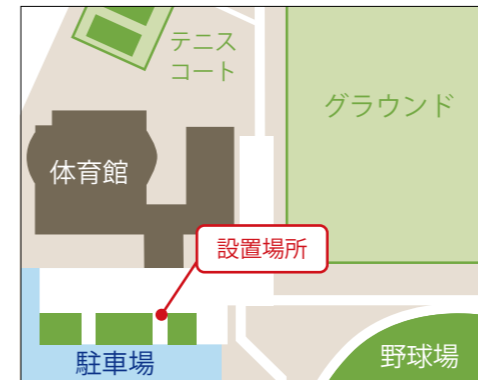 テニス
コート
グラウンド
体育館
設置場所
駐車場
野球場